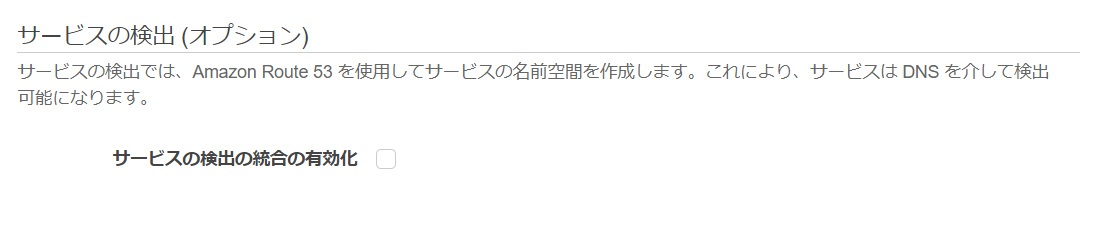 サービスの検出 (オプション)
サービスの検出では、Amazon Route 53 を使用してサービスの名前空間を作成します。これにより、サービスは DNS を介して検出
可能になります。
サービスの検出の統合の有効化